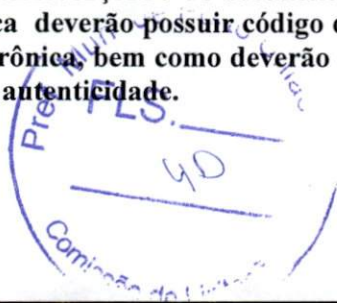 ca deverão possuir código
rônica, bem como deverão
autenticidade.
FLS.
40
Comissão de